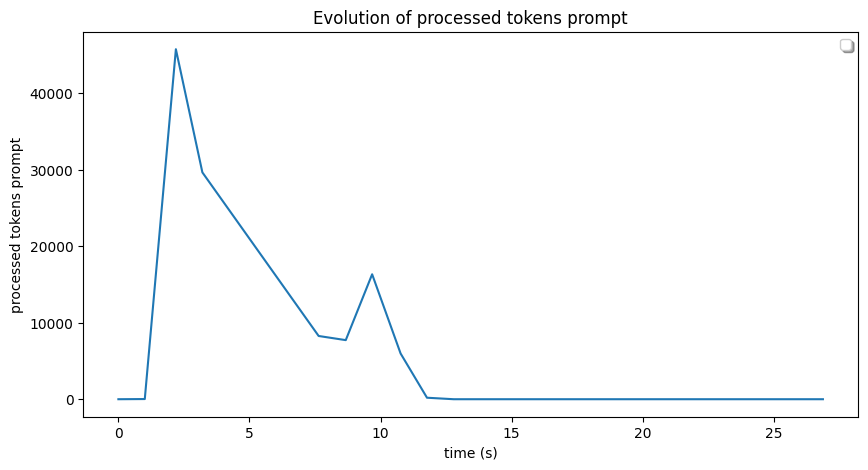 Evolution of processed tokens prompt
processed tokens prompt
40000
30000
20000
10000
0
0 5 10 15 20 25
time (s)